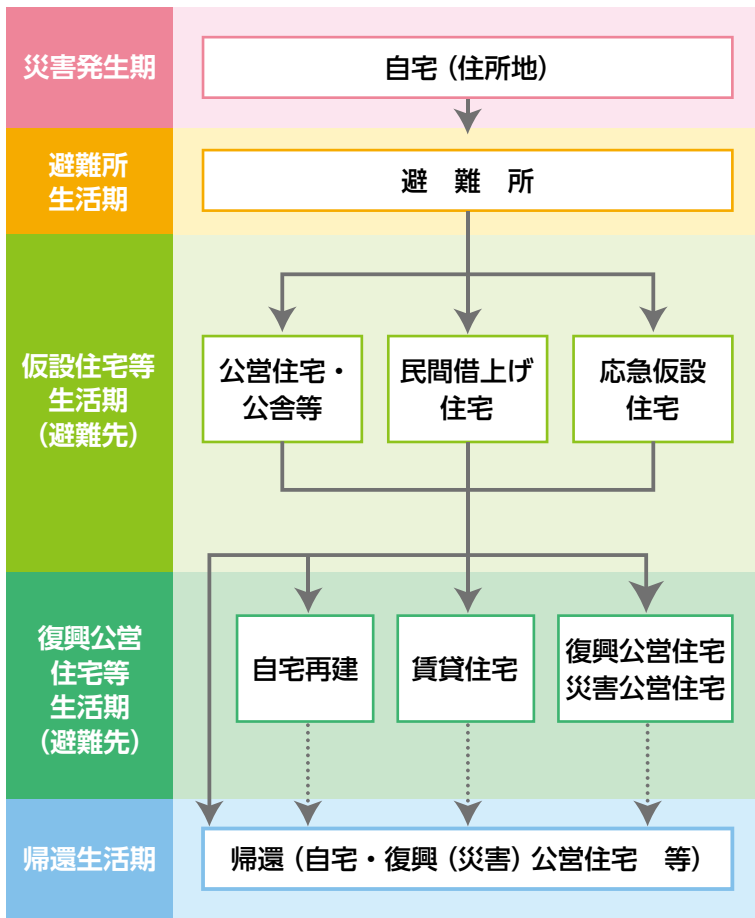 災害発生期
自宅（住所地）
避難所
生活期
避　難　所
仮設住宅等
生活期
（避難先）
公営住宅・
公舎等
民間借上げ
住宅
応急仮設
住宅
復興公営
住宅等
生活期
（避難先）
自宅再建
賃貸住宅
復興公営住宅
災害公営住宅
帰還生活期
帰還（自宅・復興（災害）公営住宅　等）